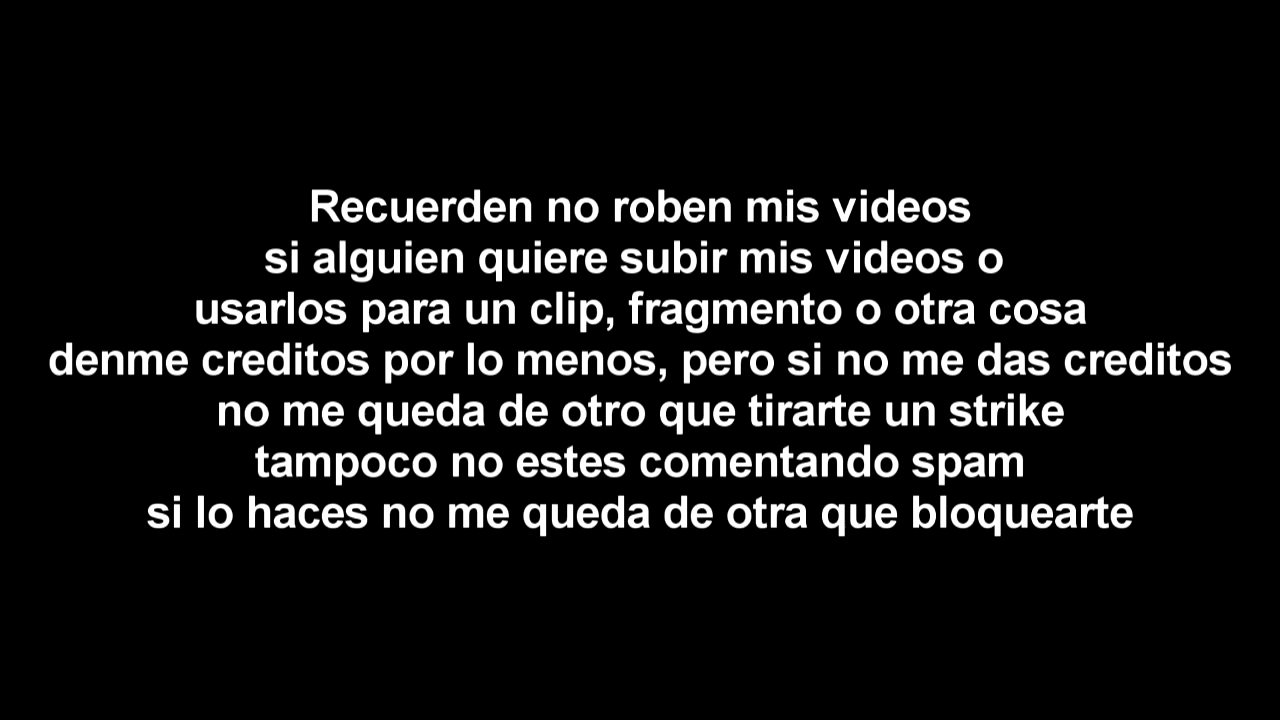 Recuerden no roben mis videos
si alguien quiere subir mis videos o
usarlos para un clip, fragmento o otra cosa
denme creditos por lo menos, pero si no me das creditos
no me queda de otro que tirarte un strike
tampoco no estes comentando spam
si lo haces no me queda de otra que bloquearte